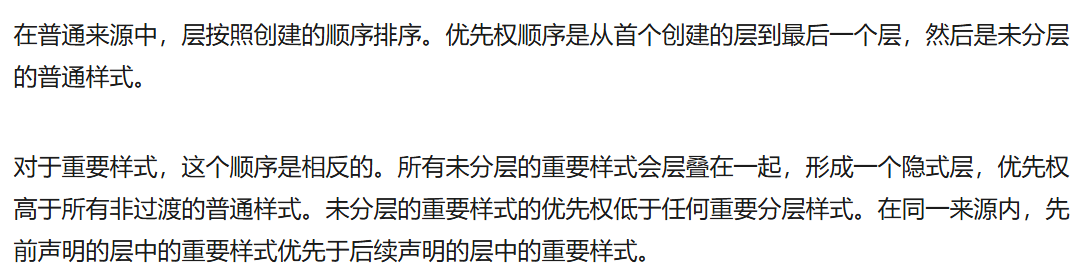 在普通来源中，层按照创建的顺序排序。优先权顺序是从首个创建的层到最后一个层，然后是未分层
的普通样式。
对于重要样式，这个顺序是相反的。所有未分层的重要样式会层叠在一起，形成一个隐式层，优先权
高于所有非过渡的普通样式。未分层的重要样式的优先权低于任何重要分层样式。在同一来源内，先
前声明的层中的重要样式优先于后续声明的层中的重要样式。